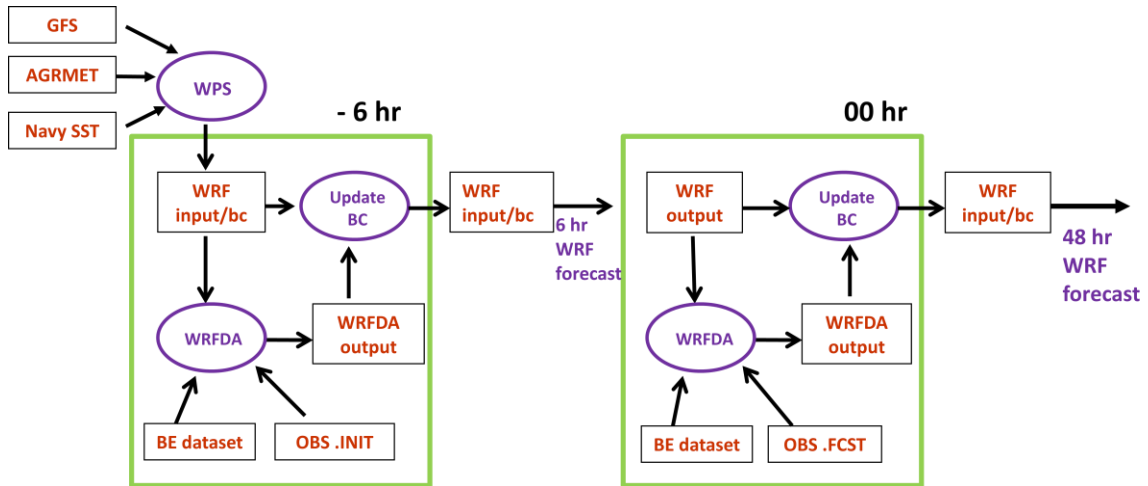 GFS
AGRMET
Navy SST
WPS
- 6 hr
WRF
input/bc
Update
BC
WRF
input/bc
6 hr
WRF
forecast
WRFDA
WRFDA
output
BE dataset
OBS .INIT
00 hr
WRF
output
Update
BC
WRF
input/bc
48 hr
WRF
forecast
WRFDA
WRFDA
output
BE dataset
OBS .FCST